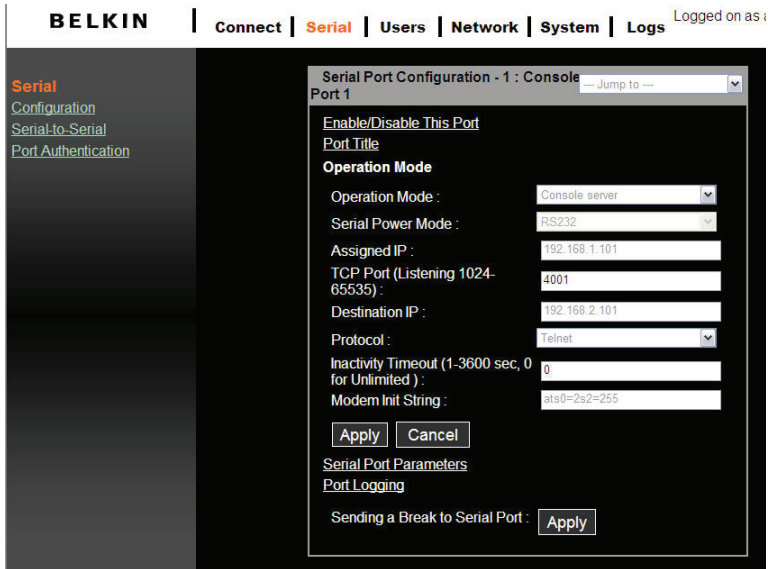 BELKIN
Connect | Serial | Users | Network | System | Logs
Logged on as a
Serial
Configuration
Serial-to-Serial
Port Authentication
Serial Port Configuration - 1 : Console
Port 1
--- Jump to ---
Enable/Disable This Port
Port Title
Operation Mode
Operation Mode : Console server
Serial Power Mode : RS232
Assigned IP : 192.168.1.101
TCP Port (Listening 1024-
65535) : 4001
Destination IP : 192.168.2.101
Protocol : Telnet
Inactivity Timeout (1-3600 sec, 0
for Unlimited ) : 0
Modem Init String : ats0=2s2=255
Apply Cancel
Serial Port Parameters
Port Logging
Sending a Break to Serial Port : Apply